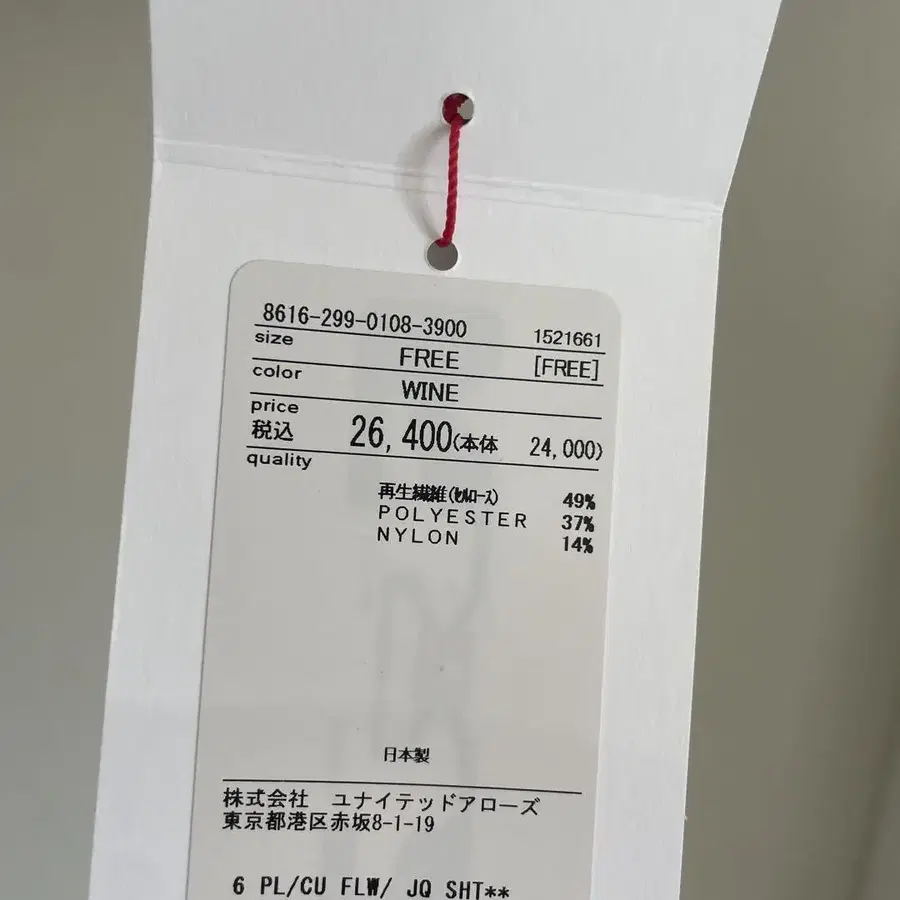 8616-299-0108-3900 1521661
size FREE [FREE]
color WINE
price
税込 26,400(本体 24,000)
quality
再生繊維(ｾﾙﾛｰｽ) 49%
POLYESTER 37%
NYLON 14%
日本製
株式会社 ユナイテッドアローズ
東京都港区赤坂8-1-19
6 PL/CU FLW/ JQ SHT**